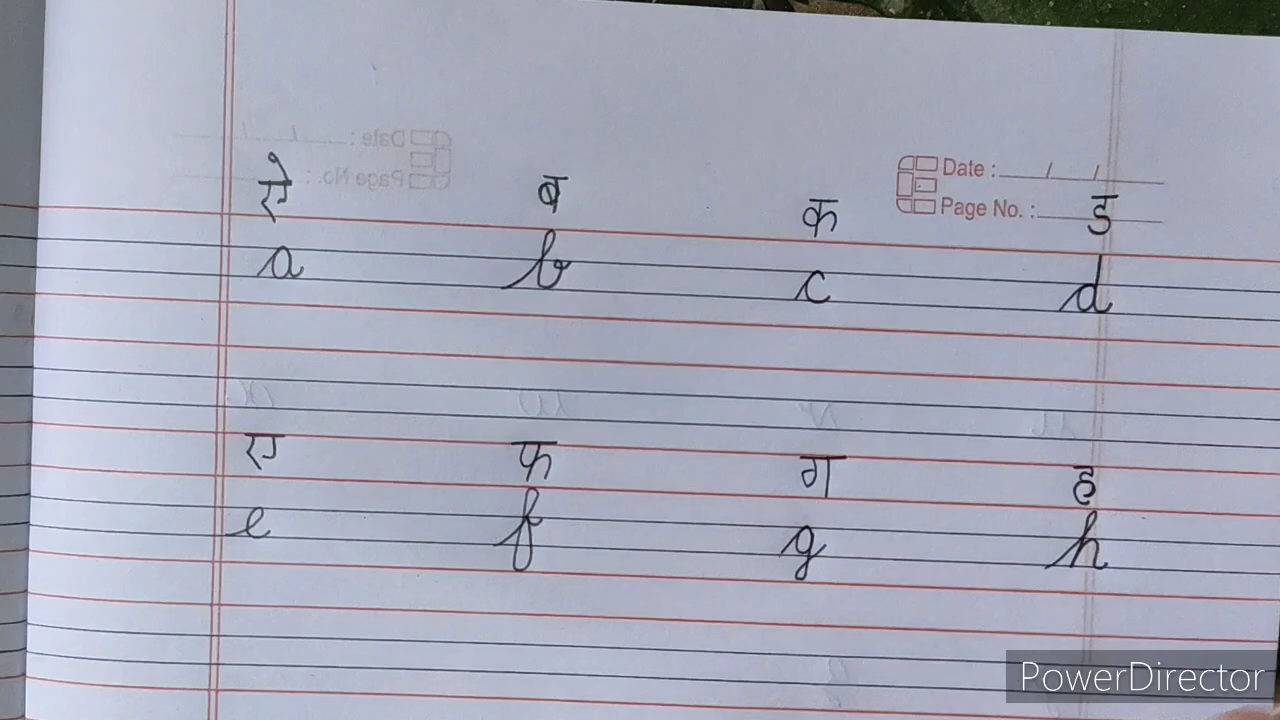 Date :
Page No. :
ऐ ब क ड
a b c d
ए फ ग ह
e f g h
PowerDirector